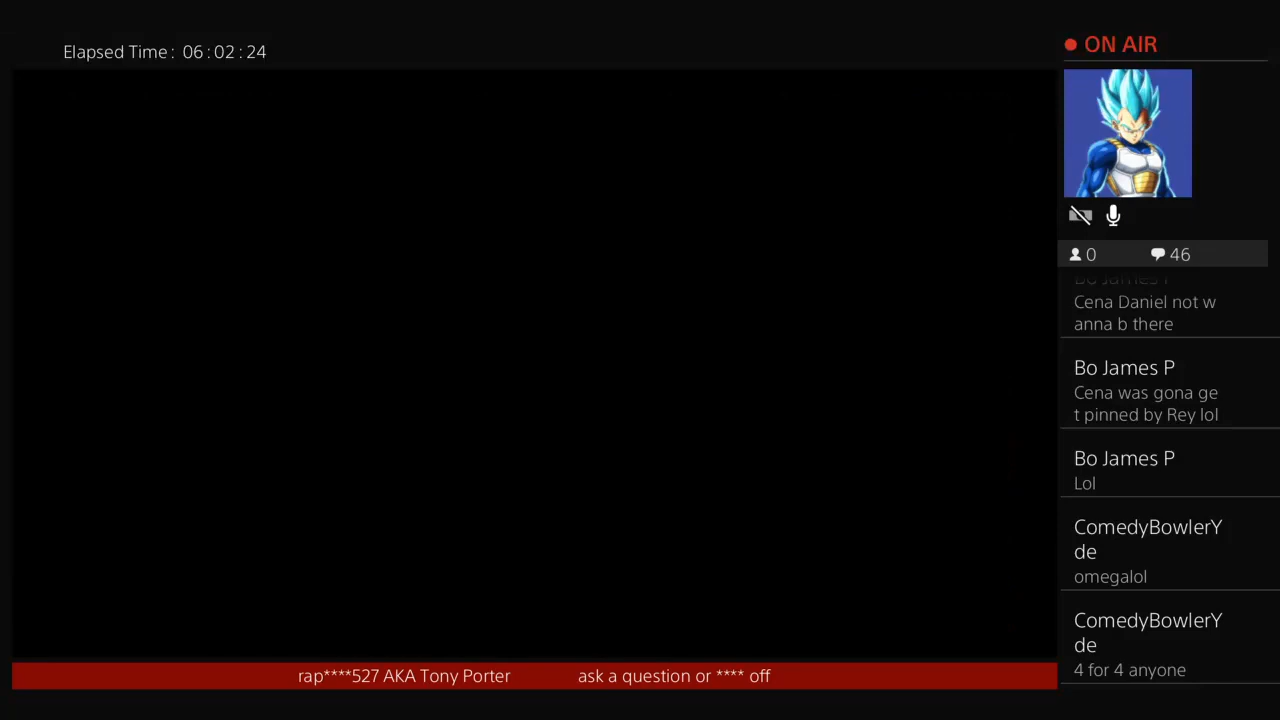 Elapsed Time: 06:02:24
ON AIR
0 46
Bo James P
Cena Daniel not w
anna b there
Bo James P
Cena was gona ge
t pinned by Rey lol
Bo James P
Lol
ComedyBowlerY
de
omegalol
ComedyBowlerY
de
4 for 4 anyone
rap****527 AKA Tony Porter ask a question or **** off